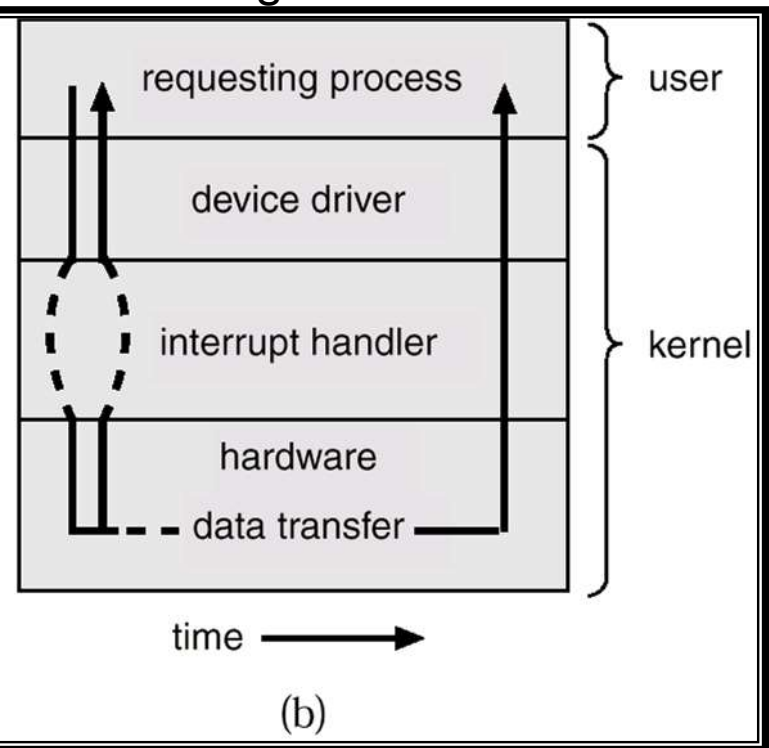 requesting process
user
device driver
interrupt handler
kernel
hardware
data transfer
time
(b)